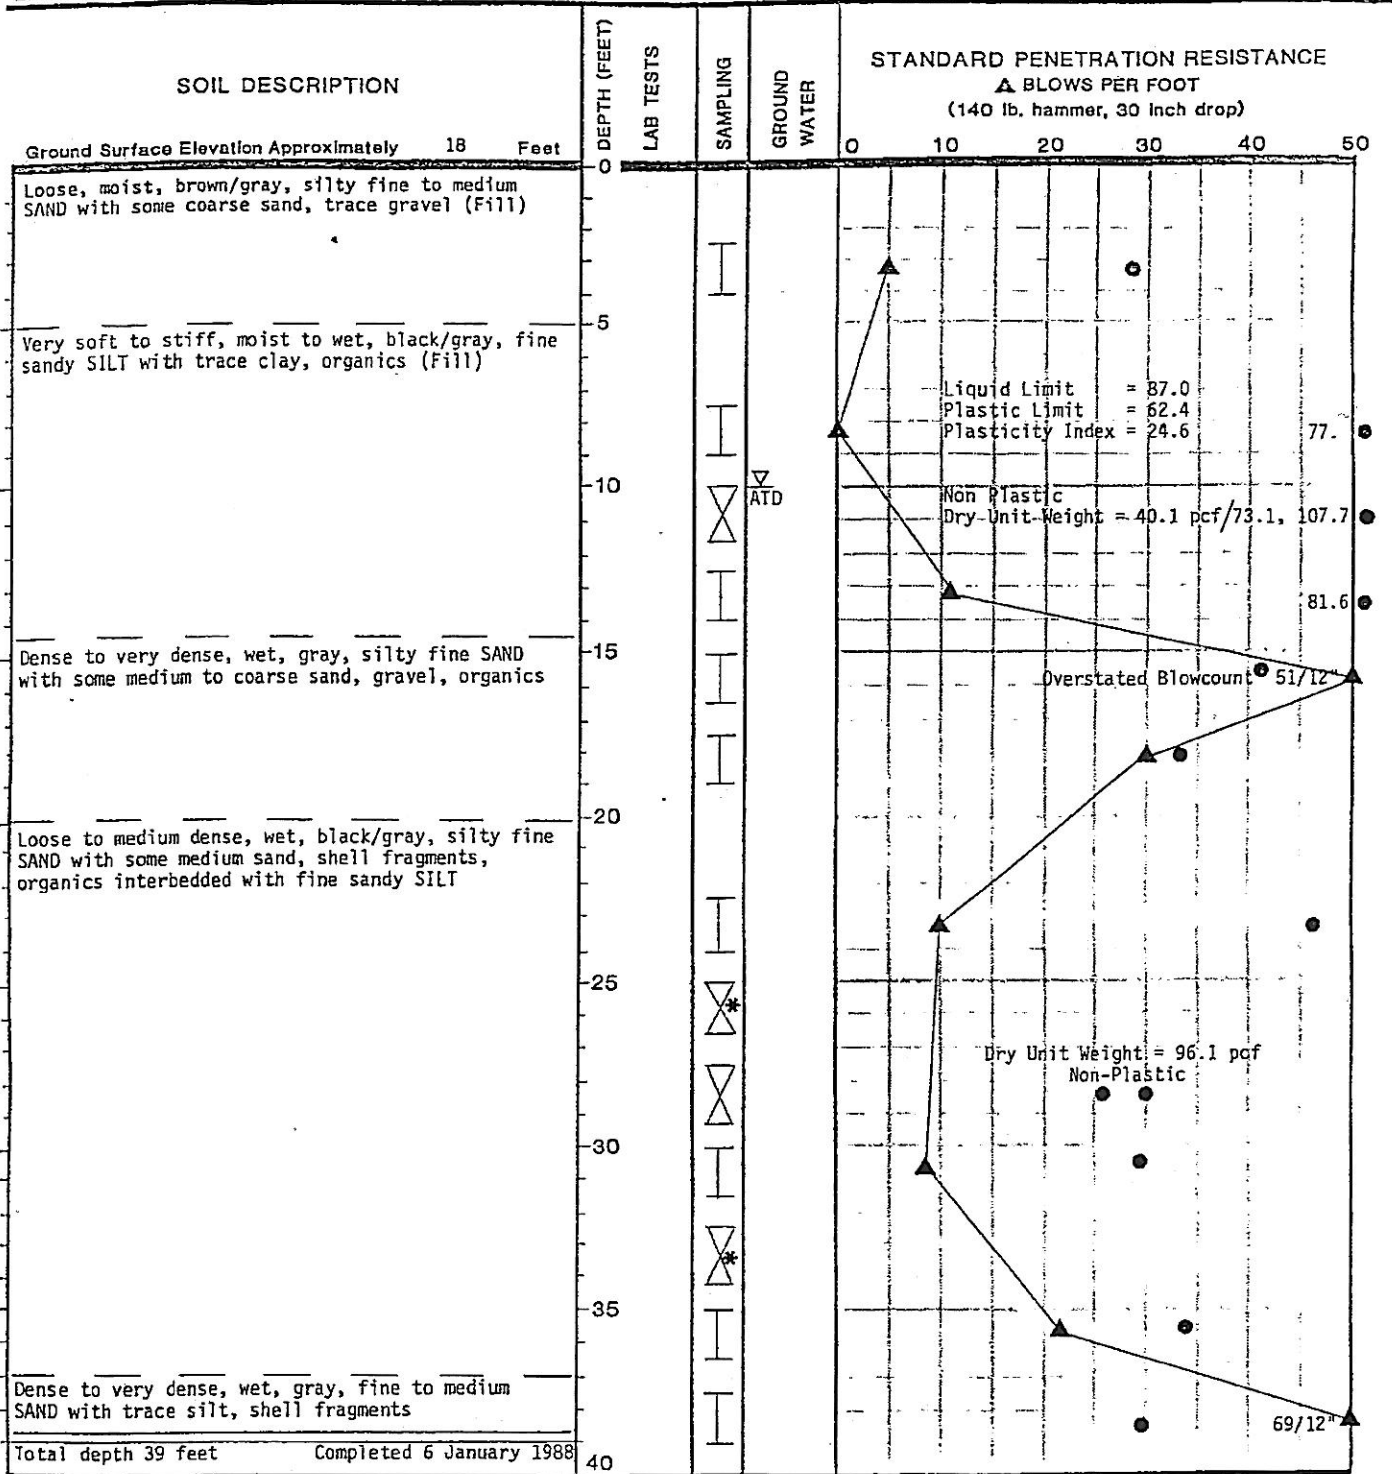 SOIL DESCRIPTION
Ground Surface Elevation Approximately 18 Feet
DEPTH (FEET)
LAB TESTS
SAMPLING
GROUND
WATER
STANDARD PENETRATION RESISTANCE
▲ BLOWS PER FOOT
(140 lb. hammer, 30 inch drop)
0 10 20 30 40 50
0
Loose, moist, brown/gray, silty fine to medium
SAND with some coarse sand, trace gravel (Fill)
5
Very soft to stiff, moist to wet, black/gray, fine
sandy SILT with trace clay, organics (Fill)
Liquid Limit = 87.0
Plastic Limit = 62.4
Plasticity Index = 24.6 77.
10
ATD
Non Plastic
Dry Unit Weight = 40.1 pcf/73.1, 107.7
81.6
15
Dense to very dense, wet, gray, silty fine SAND
with some medium to coarse sand, gravel, organics
Overstated Blowcount 51/12"
20
Loose to medium dense, wet, black/gray, silty fine
SAND with some medium sand, shell fragments,
organics interbedded with fine sandy SILT
25
*
Dry Unit Weight = 96.1 pcf
Non-Plastic
30
*
35
Dense to very dense, wet, gray, fine to medium
SAND with trace silt, shell fragments
69/12"
Total depth 39 feet Completed 6 January 1988
40